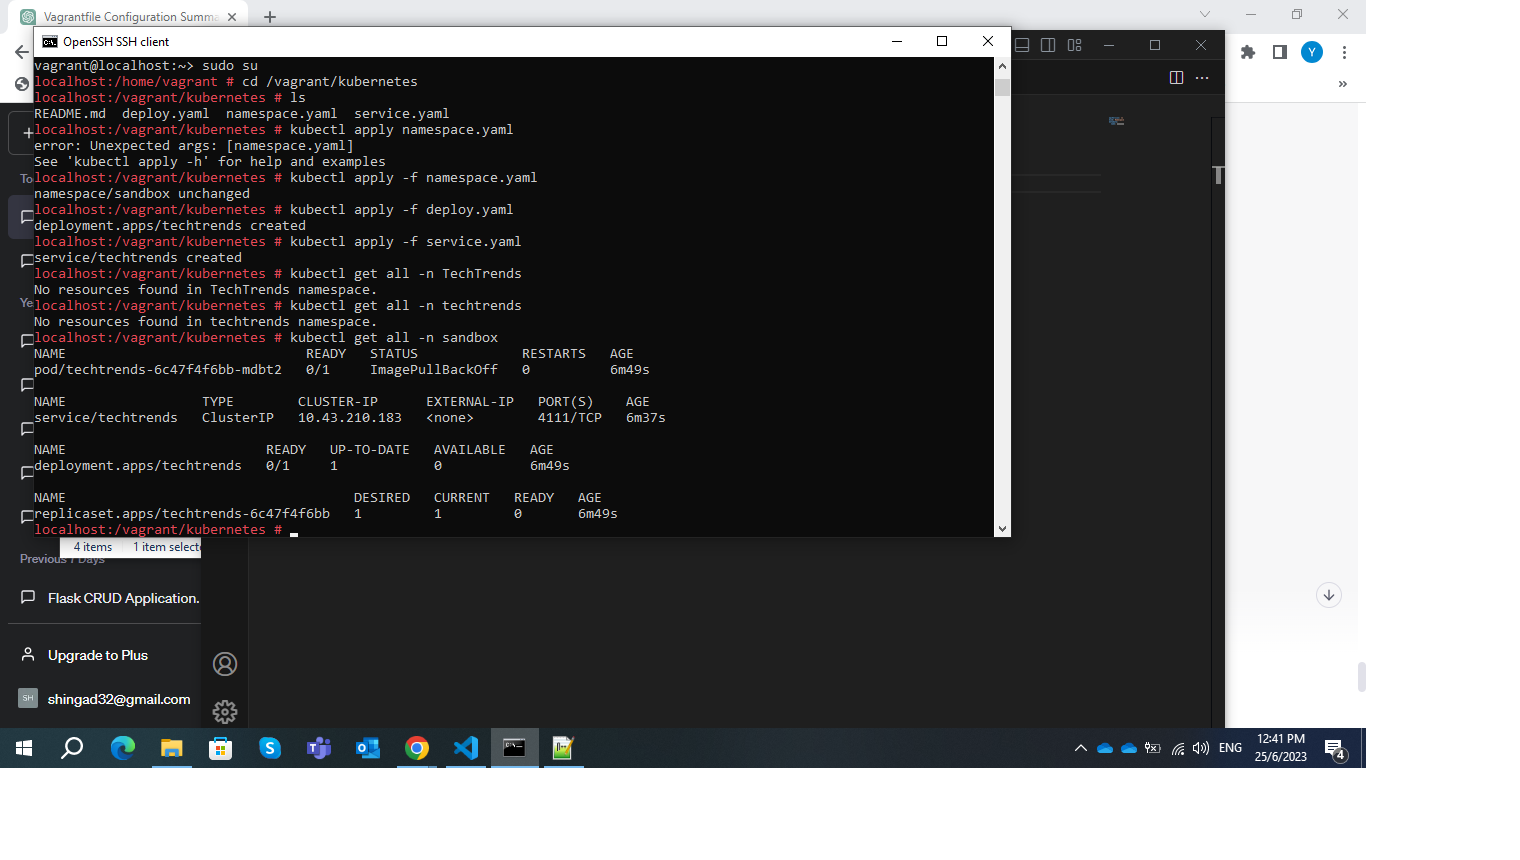 Vagrantfile Configuration Summa
OpenSSH SSH client
vagrant@localhost:~> sudo su
localhost:/home/vagrant # cd /vagrant/kubernetes
localhost:/vagrant/kubernetes # ls
README.md  deploy.yaml  namespace.yaml  service.yaml
localhost:/vagrant/kubernetes # kubectl apply namespace.yaml
error: Unexpected args: [namespace.yaml]
See 'kubectl apply -h' for help and examples
localhost:/vagrant/kubernetes # kubectl apply -f namespace.yaml
namespace/sandbox unchanged
localhost:/vagrant/kubernetes # kubectl apply -f deploy.yaml
deployment.apps/techtrends created
localhost:/vagrant/kubernetes # kubectl apply -f service.yaml
service/techtrends created
localhost:/vagrant/kubernetes # kubectl get all -n TechTrends
No resources found in TechTrends namespace.
localhost:/vagrant/kubernetes # kubectl get all -n techtrends
No resources found in techtrends namespace.
localhost:/vagrant/kubernetes # kubectl get all -n sandbox
NAME                              READY   STATUS             RESTARTS   AGE
pod/techtrends-6c47f4f6bb-mdbt2   0/1     ImagePullBackOff   0          6m49s
NAME                 TYPE        CLUSTER-IP      EXTERNAL-IP   PORT(S)    AGE
service/techtrends   ClusterIP   10.43.210.183   <none>        4111/TCP   6m37s
NAME                         READY   UP-TO-DATE   AVAILABLE   AGE
deployment.apps/techtrends   0/1     1            0           6m49s
NAME                                    DESIRED   CURRENT   READY   AGE
replicaset.apps/techtrends-6c47f4f6bb   1         1         0       6m49s
localhost:/vagrant/kubernetes #
4 items  1 item selecte
Previous 7 Days
Flask CRUD Application.
Upgrade to Plus
SH shingad32@gmail.com
Y
To
Ye
T
ENG
12:41 PM
25/6/2023
4